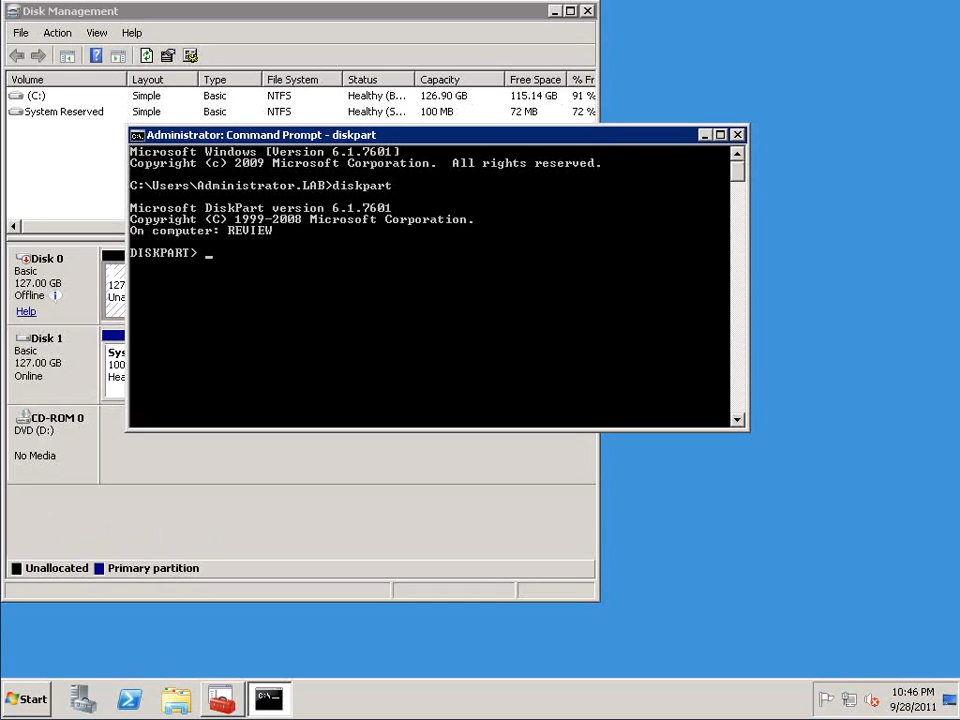 Disk Management
File Action View Help
Volume Layout Type File System Status Capacity Free Space % Fr
(C:) Simple Basic NTFS Healthy (B... 126.90 GB 115.14 GB 91 %
System Reserved Simple Basic NTFS Healthy (P... 100 MB 72 MB 72 %
Administrator: Command Prompt - diskpart
Microsoft Windows [Version 6.1.7601]
Copyright (c) 2009 Microsoft Corporation.  All rights reserved.
C:\Users\Administrator.LAB>diskpart
Microsoft DiskPart version 6.1.7601
Copyright (C) 1999-2008 Microsoft Corporation.
On computer: REVIEW
DISKPART> _
Disk 0
Basic
127.00 GB
Offline
Help
127
Una
Disk 1
Basic
127.00 GB
Online
Sys
100
Hea
CD-ROM 0
DVD (D:)
No Media
Unallocated Primary partition
Start
10:46 PM
9/28/2011